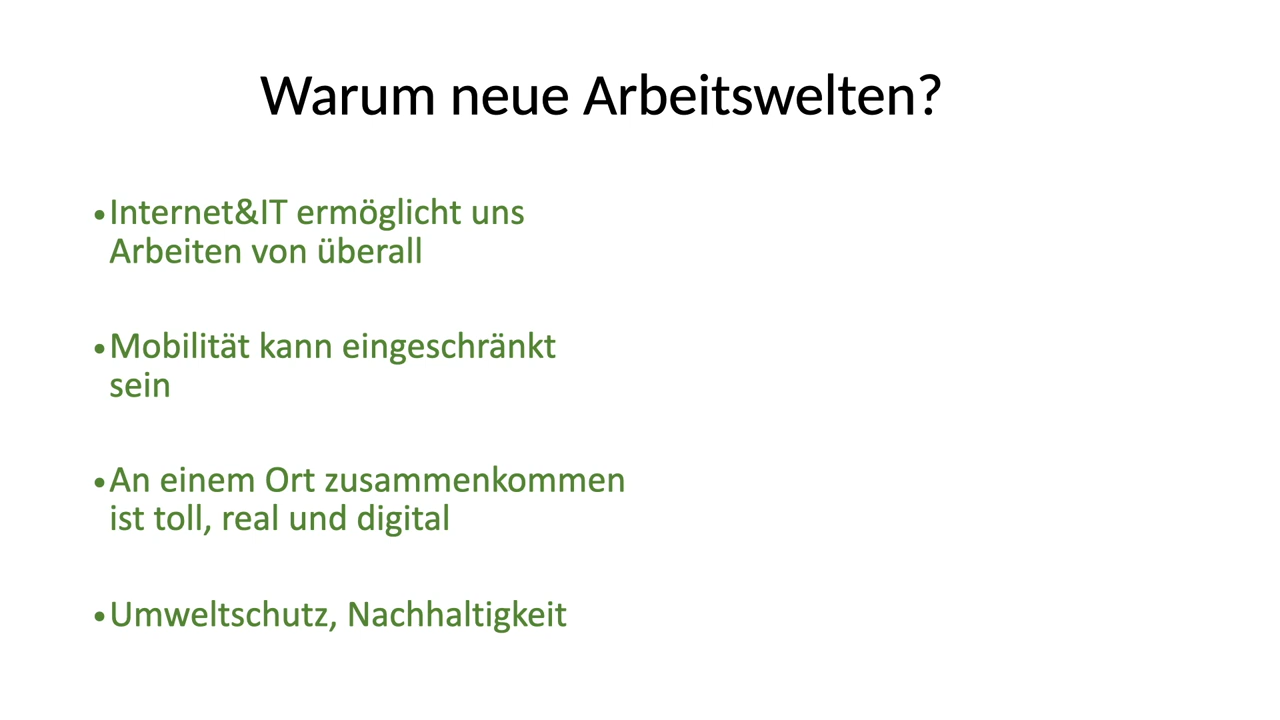 Warum neue Arbeitswelten?
•Internet&IT ermöglicht uns
Arbeiten von überall
•Mobilität kann eingeschränkt
sein
•An einem Ort zusammenkommen
ist toll, real und digital
•Umweltschutz, Nachhaltigkeit